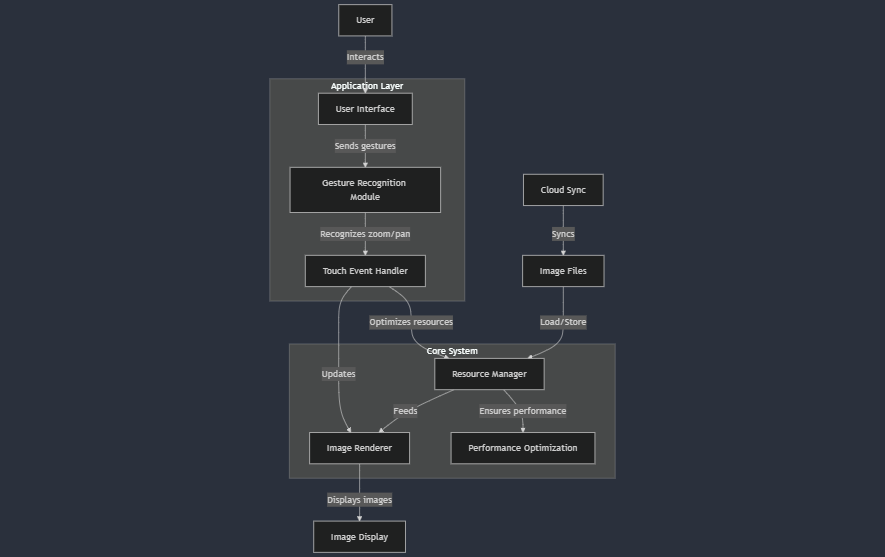 User
Interacts
Application Layer
User Interface
Sends gestures
Gesture Recognition
Module
Cloud Sync
Recognizes zoom/pan
Syncs
Touch Event Handler
Image Files
Optimizes resources
Load/Store
Core System
Resource Manager
Updates
Feeds
Ensures performance
Image Renderer
Performance Optimization
Displays images
Image Display